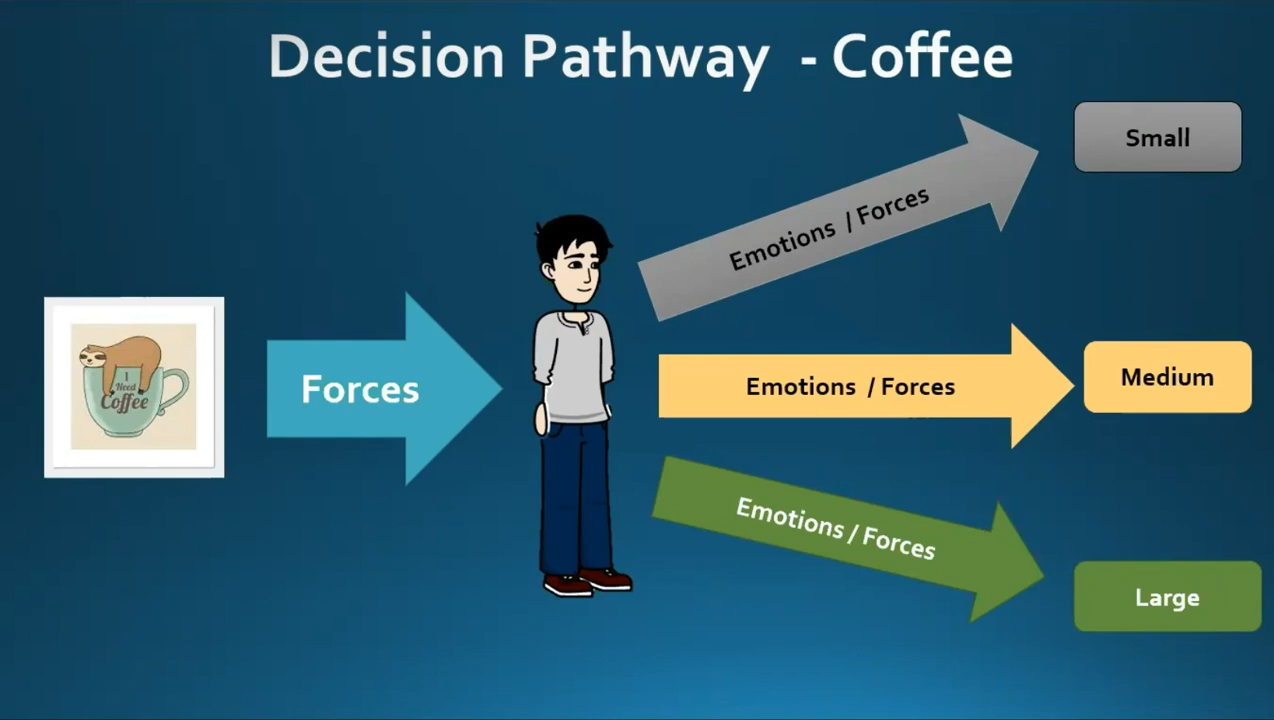 Decision Pathway - Coffee
Small
Emotions / Forces
I
Need
Coffee
Forces
Emotions / Forces
Medium
Emotions / Forces
Large